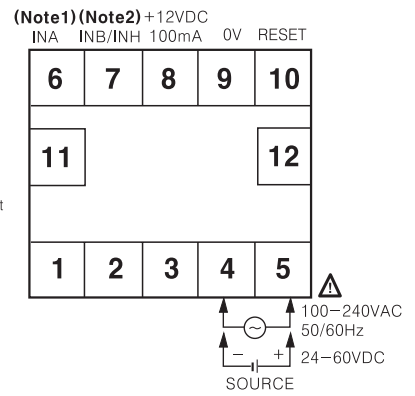 (Note1) (Note2) +12VDC
INA INB/INH 100mA 0V RESET
6 7 8 9 10
11 12
t
1 2 3 4 5
100-240VAC
50/60Hz
- + 24-60VDC
SOURCE